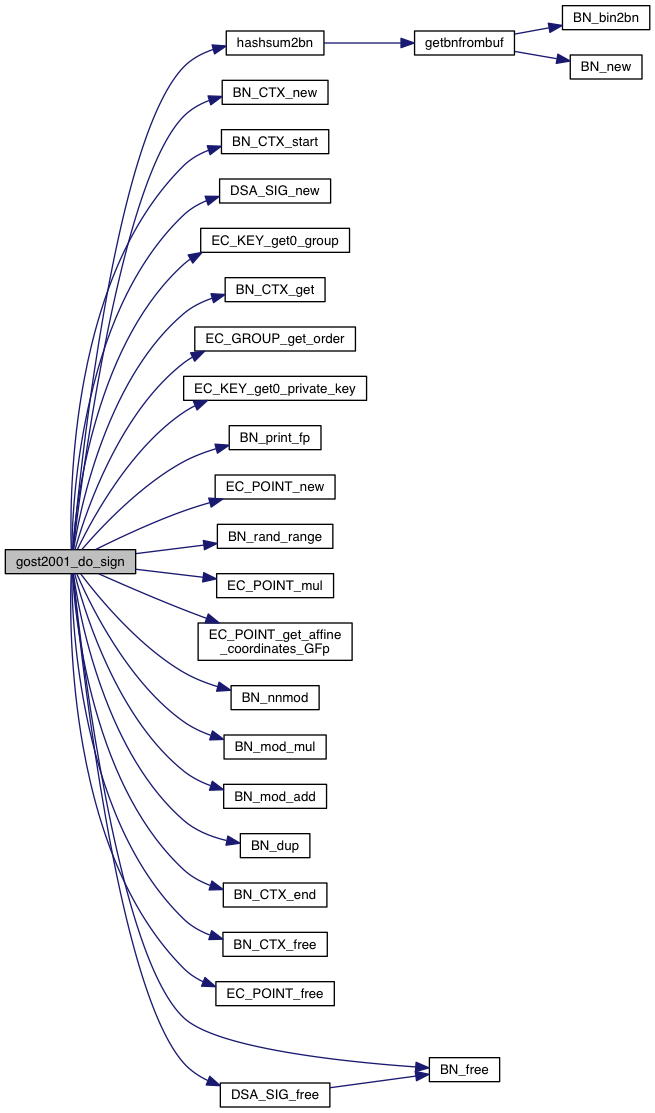 BN_bin2bn
hashsum2bn
getbnfrombuf
BN_new
BN_CTX_new
BN_CTX_start
DSA_SIG_new
EC_KEY_get0_group
BN_CTX_get
EC_GROUP_get_order
EC_KEY_get0_private_key
BN_print_fp
EC_POINT_new
BN_rand_range
gost2001_do_sign
EC_POINT_mul
EC_POINT_get_affine
_coordinates_GFp
BN_nnmod
BN_mod_mul
BN_mod_add
BN_dup
BN_CTX_end
BN_CTX_free
EC_POINT_free
BN_free
DSA_SIG_free